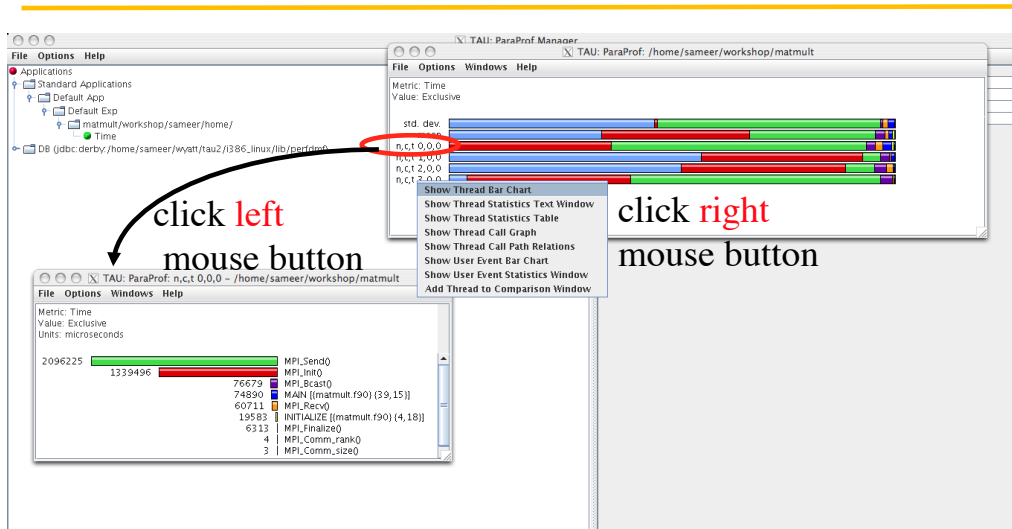 TAU: ParaProf Manager
File Options Help
Applications
Standard Applications
Default App
Default Exp
matmult/workshop/sameer/home/
Time
DB (jdbc:derby:/home/sameer/wyatt/tau2/i386_linux/lib/perfdmf)
TAU: ParaProf: /home/sameer/workshop/matmult
File Options Windows Help
Metric: Time
Value: Exclusive
std. dev.
mean
n,c,t 0,0,0
n,c,t 1,0,0
n,c,t 2,0,0
n,c,t 3,0,0
Show Thread Bar Chart
Show Thread Statistics Text Window
Show Thread Statistics Table
Show Thread Call Graph
Show Thread Call Path Relations
Show User Event Bar Chart
Show User Event Statistics Window
Add Thread to Comparison Window
click left
mouse button
click right
mouse button
TAU: ParaProf: n,c,t 0,0,0 – /home/sameer/workshop/matmult
File Options Windows Help
Metric: Time
Value: Exclusive
Units: microseconds
2096225 MPI_Send()
1339496 MPI_Init()
76679 MPI_Bcast()
74890 MAIN [{matmult.f90} {39,15}]
60711 MPI_Recv()
19583 INITIALIZE [{matmult.f90} {4,18}]
6313 MPI_Finalize()
4 MPI_Comm_rank()
3 MPI_Comm_size()